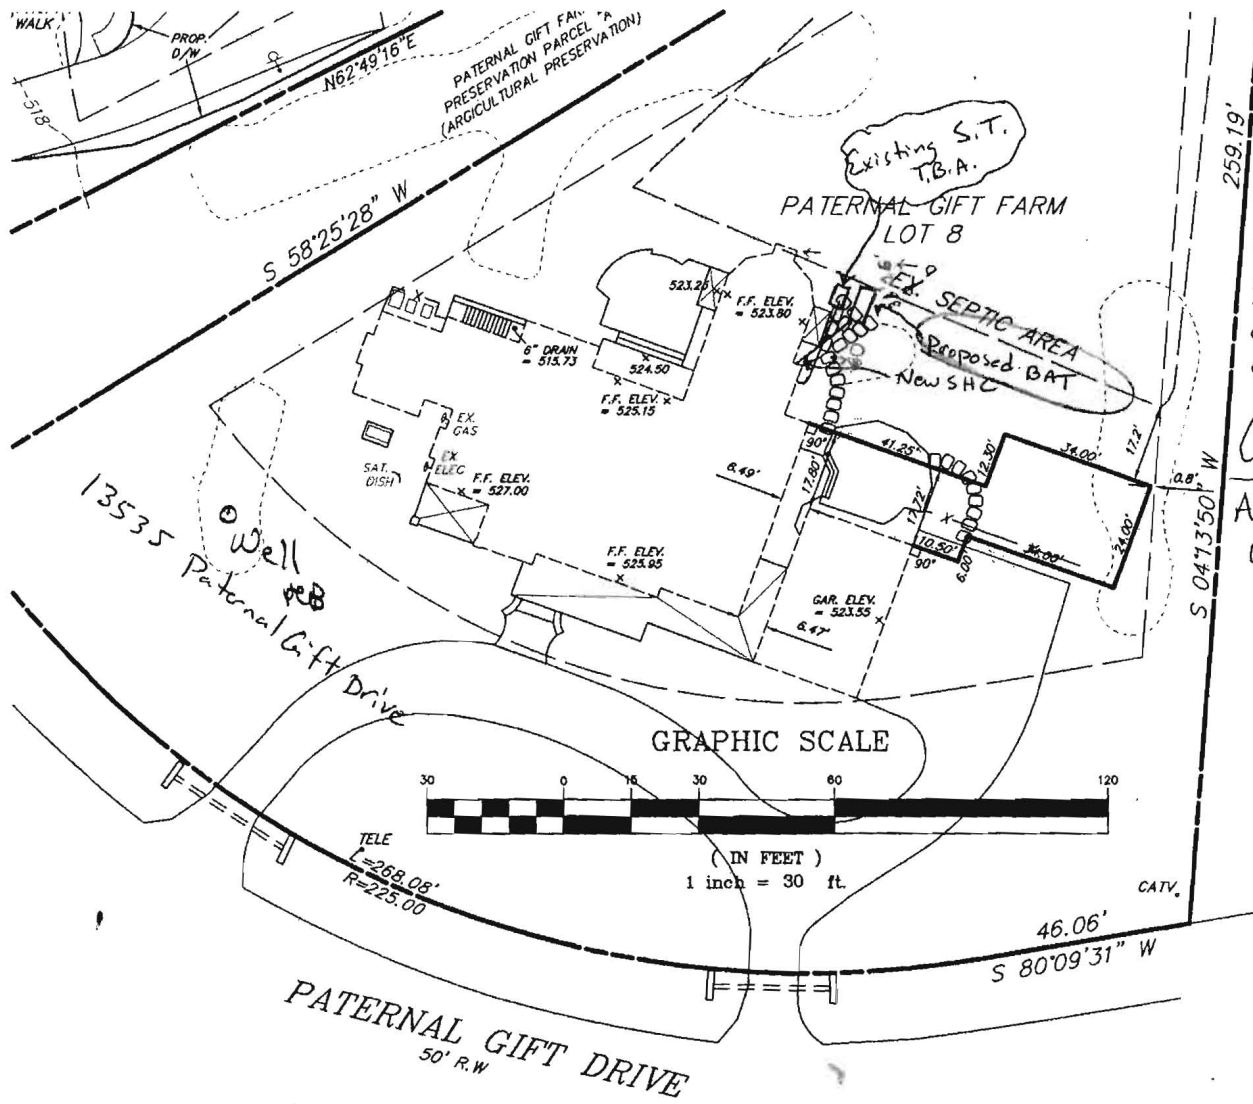 WALK
PROP.
D/W
518
N62°49'16"E
PATERNAL GIFT FARM
PRESERVATION PARCEL "A"
(ARGICULTURAL PRESERVATION)
S 58°25'28" W
259.19'
Existing S.T.
T.B.A.
PATERNAL GIFT FARM
LOT 8
EX. SEPTIC AREA
Proposed BAT
New SHC
523.25
F.F. ELEV.
= 523.80
6" DRAIN
= 515.73
524.50
F.F. ELEV.
= 525.15
EX.
GAS
EX
ELEC
SAT.
DISH
F.F. ELEV.
= 527.00
90°
41.25'
12.30'
34.00'
17.2'
0.8'
6.49'
17.80'
17.72'
24.00'
S 04°13'50" W
10.50'
90°
6.00'
34.00'
F.F. ELEV.
= 525.95
GAR. ELEV.
= 523.55
6.47'
Well
13535
Paternal Gift
Drive
GRAPHIC SCALE
30 0 15 30 60 120
( IN FEET )
1 inch = 30 ft.
TELE
L=268.08'
R=225.00
CATV
46.06'
S 80°09'31" W
PATERNAL GIFT DRIVE
50' R.W